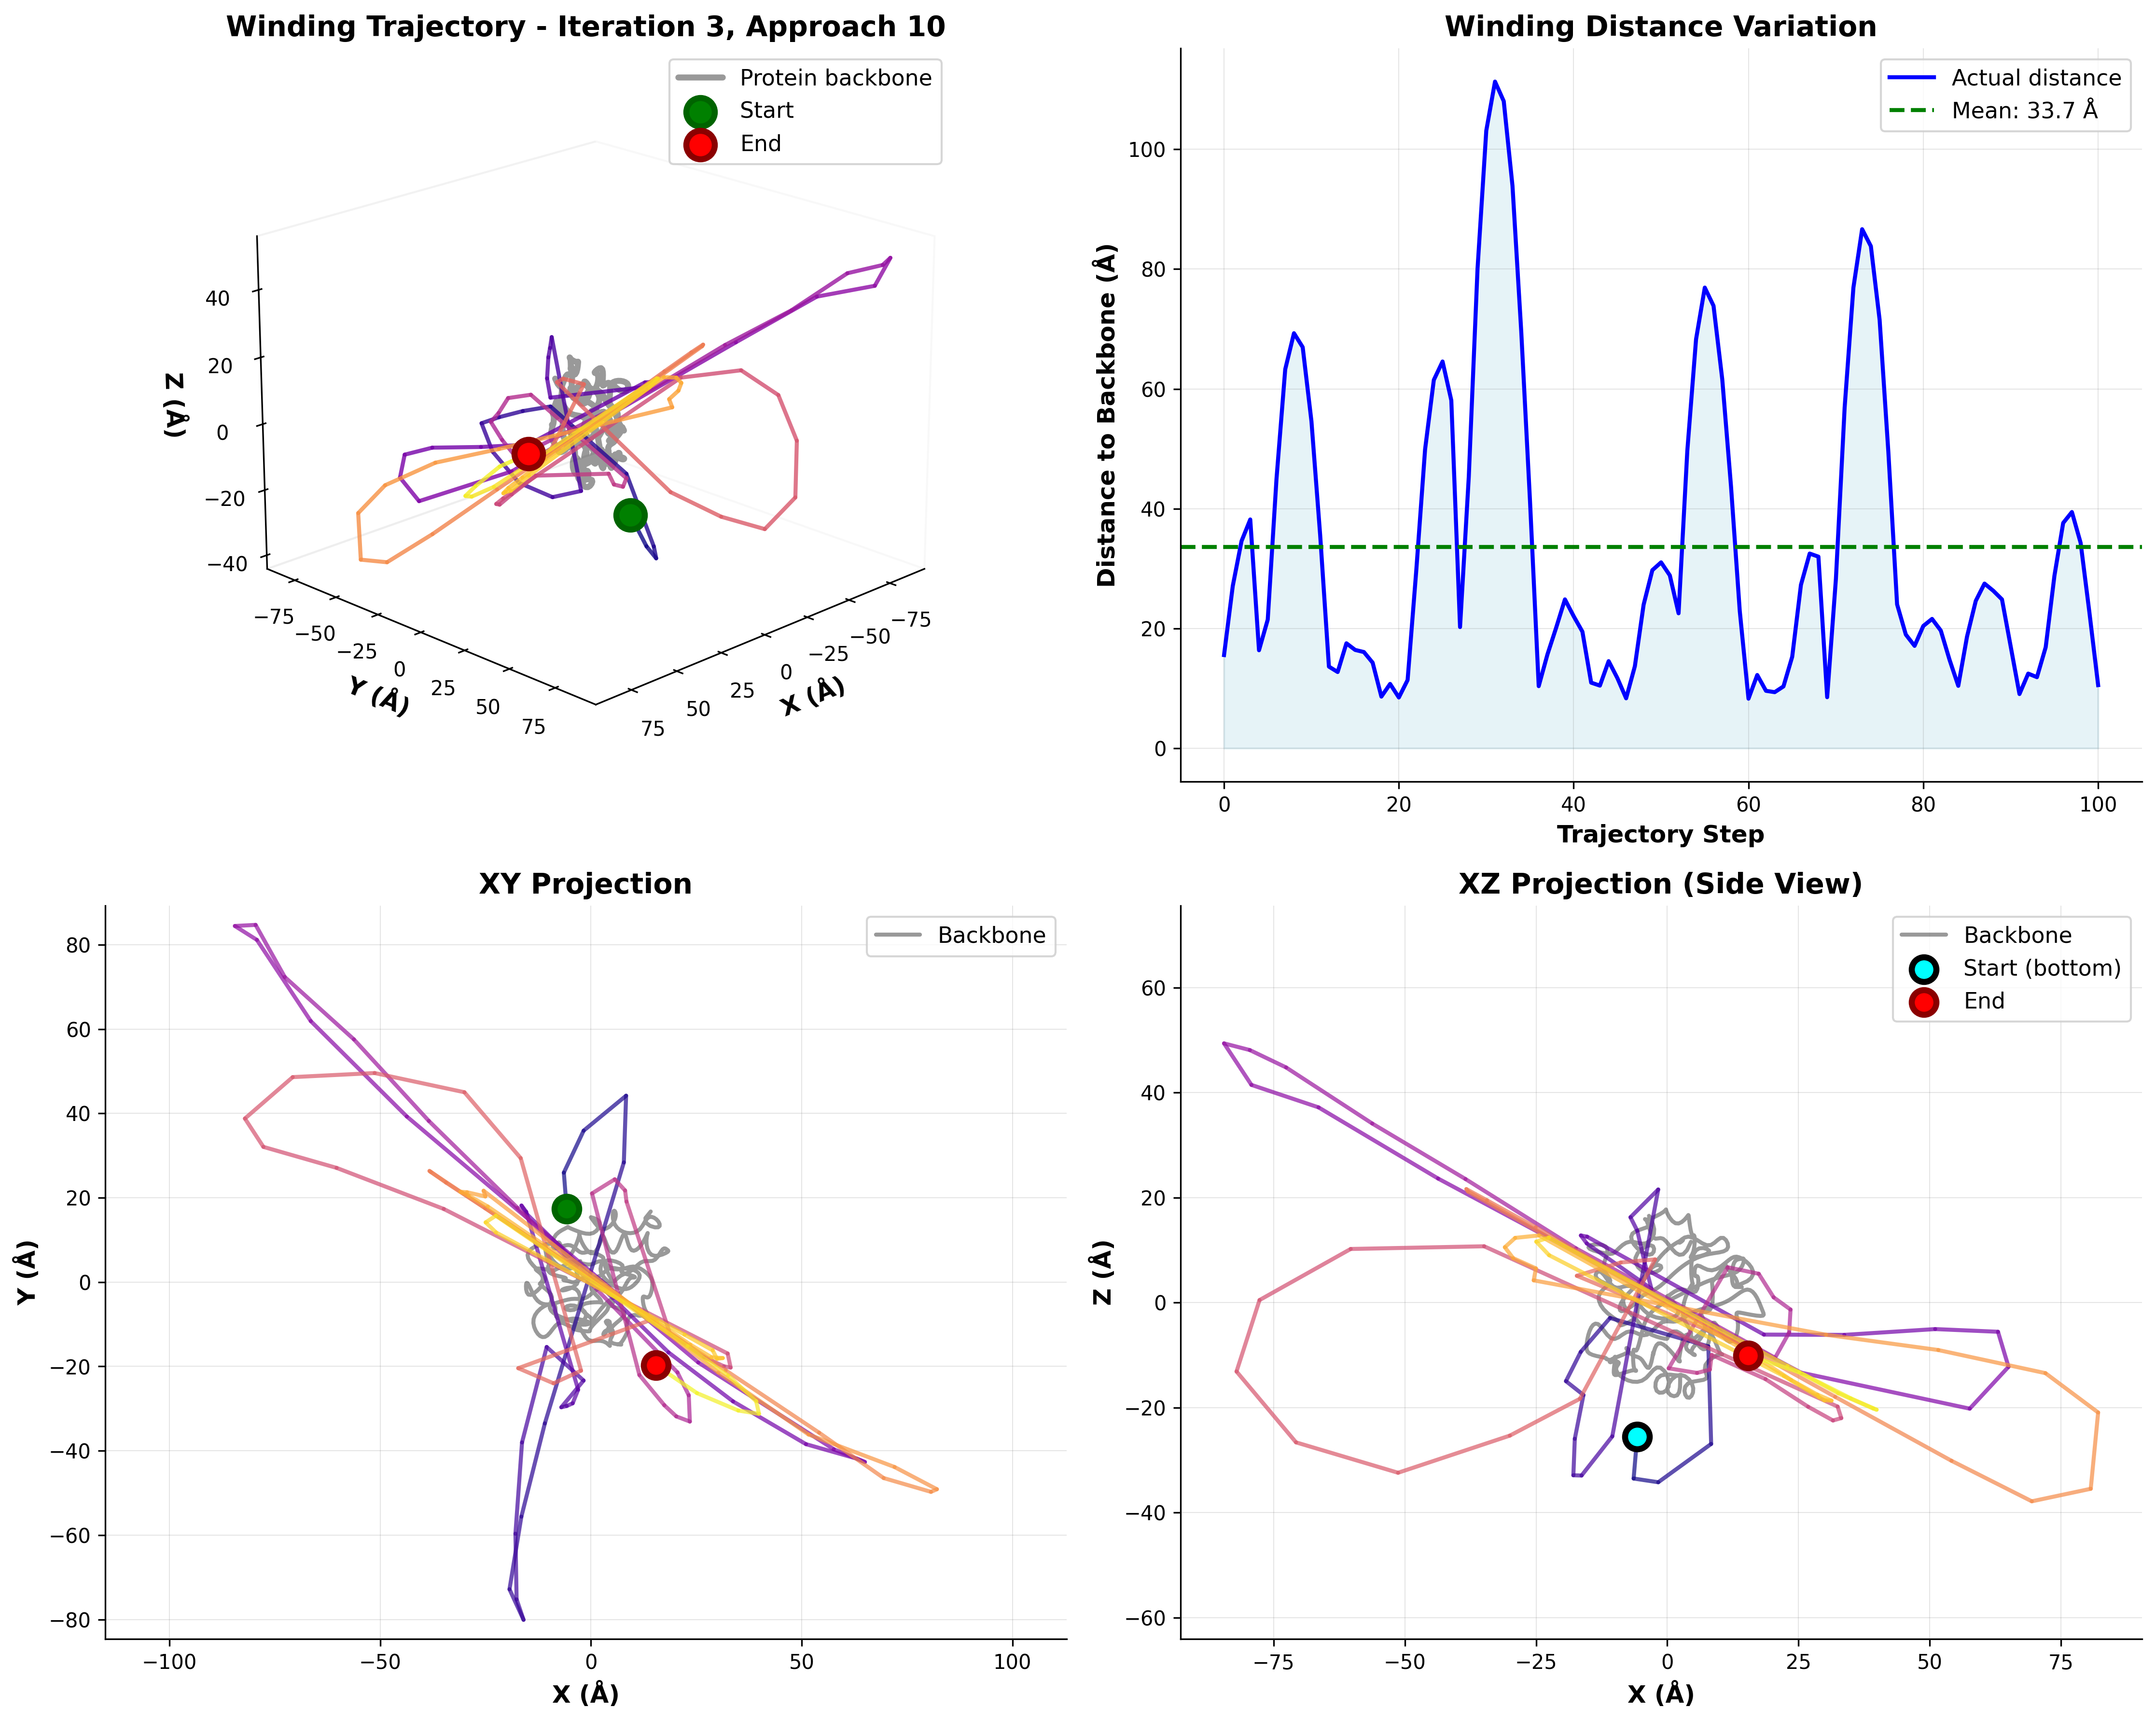 Winding Trajectory - Iteration 3, Approach 10
Protein backbone
Start
End
40
20
0
−20
−40
Z (Å)
−75
−50
−25
0
25
50
75
Y (Å)
75
50
25
0
−25
−50
−75
X (Å)
Winding Distance Variation
Actual distance
Mean: 33.7 Å
100
80
60
40
20
0
Distance to Backbone (Å)
0
20
40
60
80
100
Trajectory Step
XY Projection
Backbone
80
60
40
20
0
−20
−40
−60
−80
Y (Å)
−100
−50
0
50
100
X (Å)
XZ Projection (Side View)
Backbone
Start (bottom)
End
60
40
20
0
−20
−40
−60
Z (Å)
−75
−50
−25
0
25
50
75
X (Å)